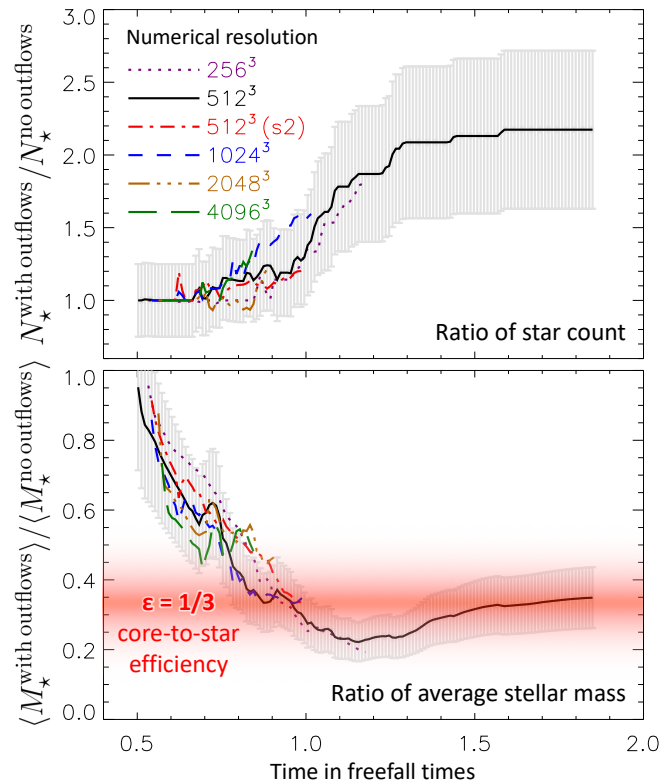 N⋆^with outflows / N⋆^no outflows
3.0
2.5
2.0
1.5
1.0
Numerical resolution
256³
512³
512³ (s2)
1024³
2048³
4096³
Ratio of star count
⟨M⋆^with outflows⟩/⟨M⋆^no outflows⟩
1.0
0.8
0.6
0.4
0.2
0.0
ε = 1/3
core-to-star
efficiency
Ratio of average stellar mass
0.5 1.0 1.5 2.0
Time in freefall times